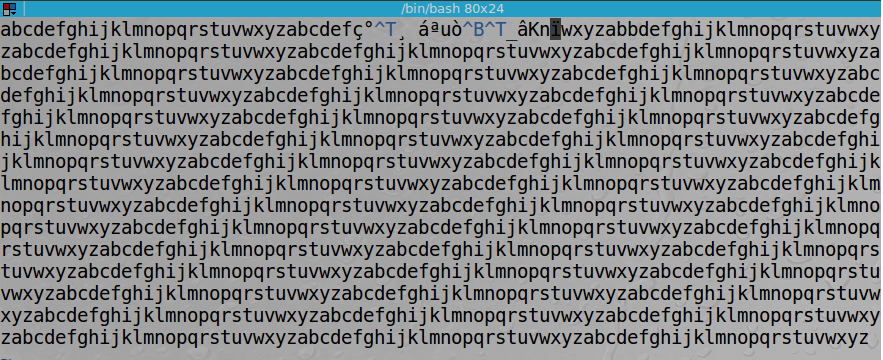 /bin/bash 80x24
abcdefghijklmnopqrstuvwxyzabcdefç°^T¸ áªuò^B^T_âKnïwxyzabbdefghijklmnopqrstuvwxy
zabcdefghijklmnopqrstuvwxyzabcdefghijklmnopqrstuvwxyzabcdefghijklmnopqrstuvwxyza
bcdefghijklmnopqrstuvwxyzabcdefghijklmnopqrstuvwxyzabcdefghijklmnopqrstuvwxyzabc
defghijklmnopqrstuvwxyzabcdefghijklmnopqrstuvwxyzabcdefghijklmnopqrstuvwxyzabcde
fghijklmnopqrstuvwxyzabcdefghijklmnopqrstuvwxyzabcdefghijklmnopqrstuvwxyzabcdefg
hijklmnopqrstuvwxyzabcdefghijklmnopqrstuvwxyzabcdefghijklmnopqrstuvwxyzabcdefghi
jklmnopqrstuvwxyzabcdefghijklmnopqrstuvwxyzabcdefghijklmnopqrstuvwxyzabcdefghijk
lmnopqrstuvwxyzabcdefghijklmnopqrstuvwxyzabcdefghijklmnopqrstuvwxyzabcdefghijklm
nopqrstuvwxyzabcdefghijklmnopqrstuvwxyzabcdefghijklmnopqrstuvwxyzabcdefghijklmno
pqrstuvwxyzabcdefghijklmnopqrstuvwxyzabcdefghijklmnopqrstuvwxyzabcdefghijklmnopq
rstuvwxyzabcdefghijklmnopqrstuvwxyzabcdefghijklmnopqrstuvwxyzabcdefghijklmnopqrs
tuvwxyzabcdefghijklmnopqrstuvwxyzabcdefghijklmnopqrstuvwxyzabcdefghijklmnopqrstu
vwxyzabcdefghijklmnopqrstuvwxyzabcdefghijklmnopqrstuvwxyzabcdefghijklmnopqrstuvw
xyzabcdefghijklmnopqrstuvwxyzabcdefghijklmnopqrstuvwxyzabcdefghijklmnopqrstuvwxy
zabcdefghijklmnopqrstuvwxyzabcdefghijklmnopqrstuvwxyzabcdefghijklmnopqrstuvwxyz